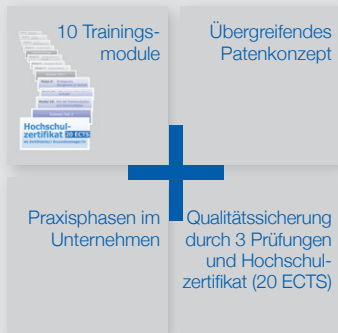 10 Trainings-
module
Hochschul-
zertifikat 20 ECTS
Übergreifendes
Patenkonzept
Praxisphasen im
Unternehmen
Qualitätssicherung
durch 3 Prüfungen
und Hochschul-
zertifikat (20 ECTS)